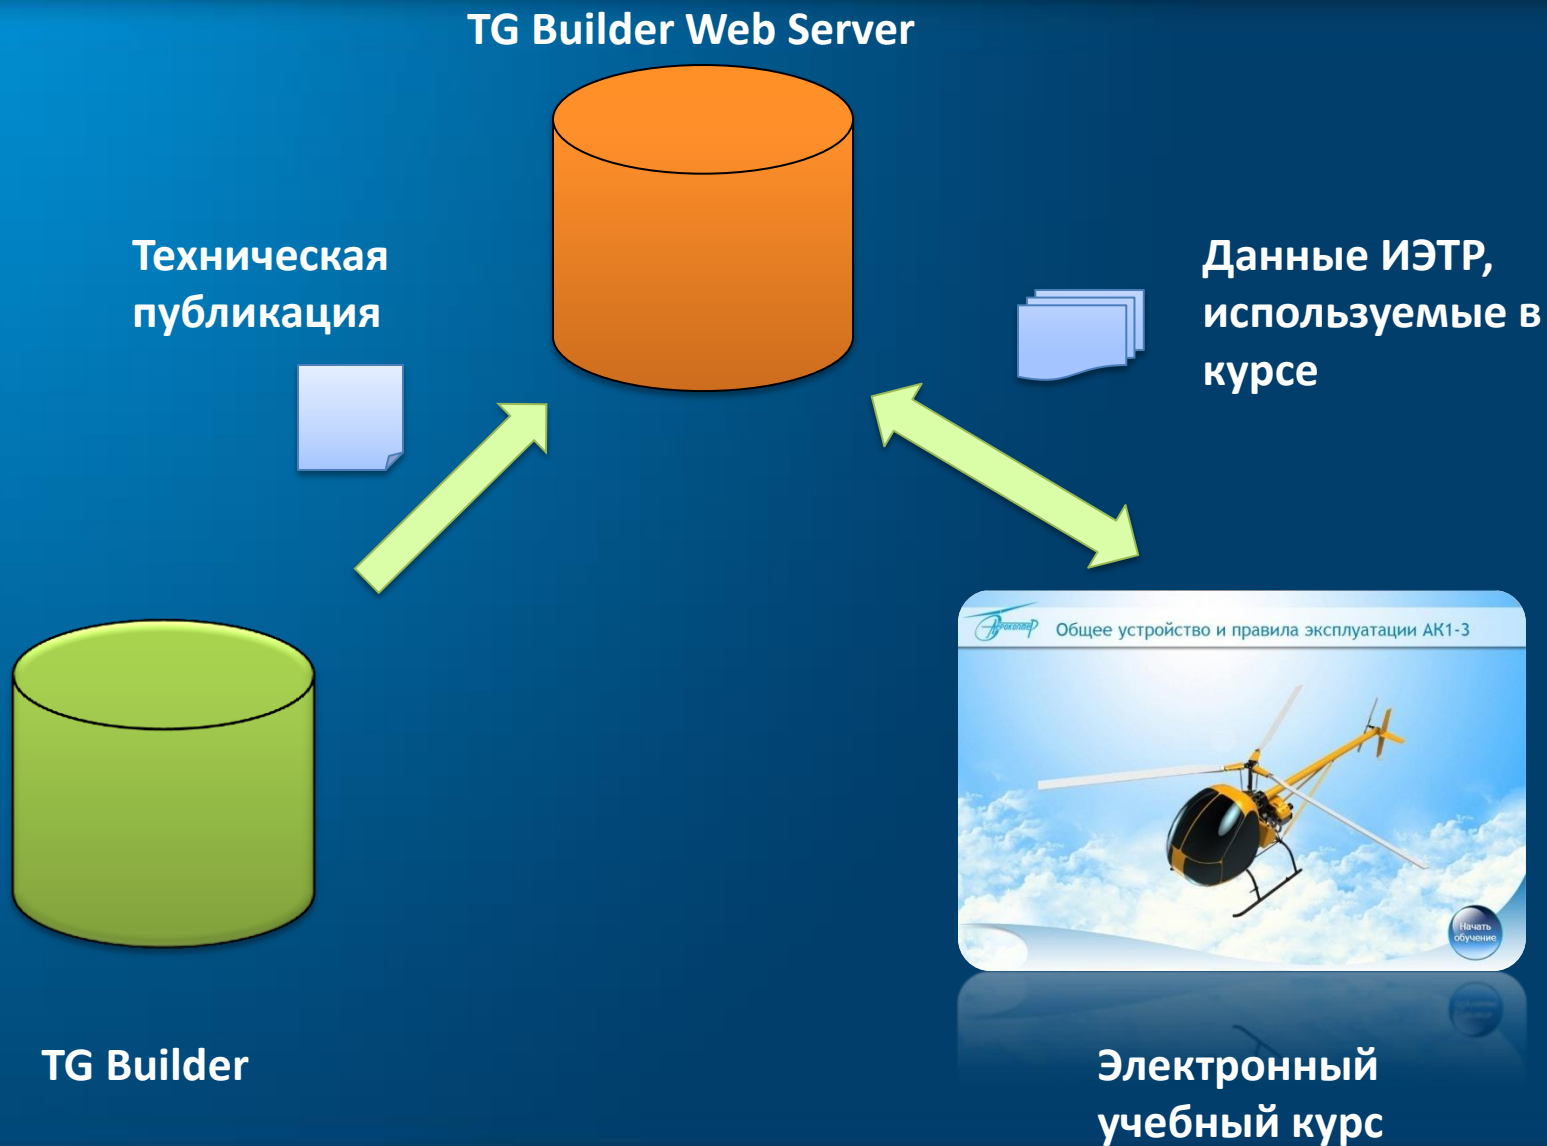 TG Builder Web Server
Техническая
публикация
Данные ИЭТР,
используемые в
курсе
Аэрокоптер
Общее устройство и правила эксплуатации АК1-3
Начать
обучение
TG Builder
Электронный
учебный курс